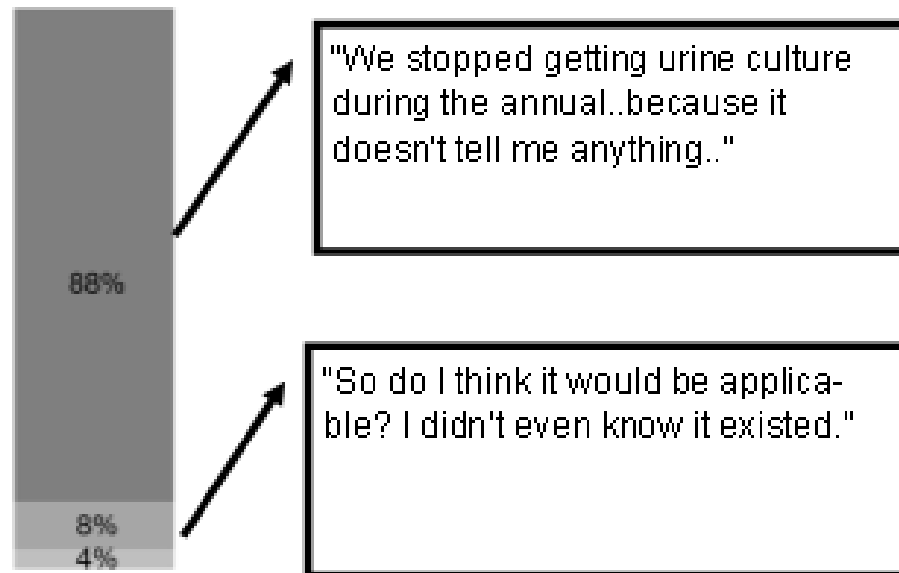 "We stopped getting urine culture
during the annual..because it
doesn't tell me anything.."
88%
"So do I think it would be applica-
ble? I didn't even know it existed."
8%
4%